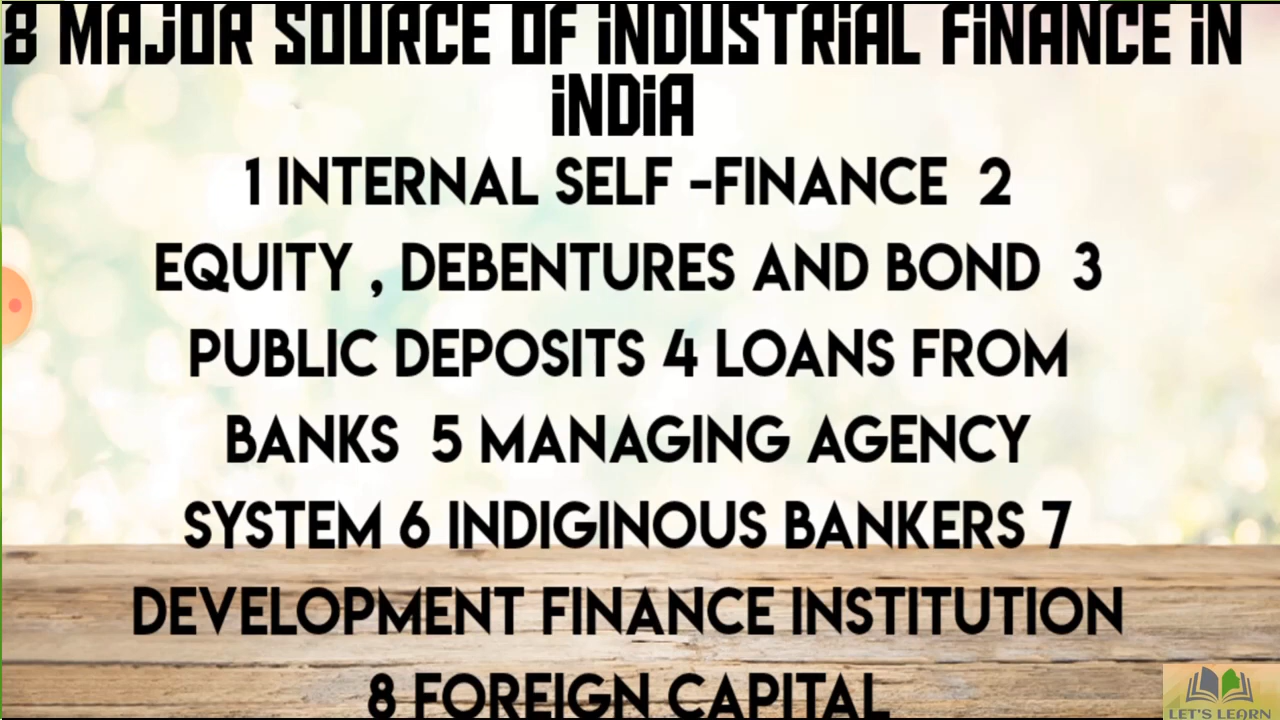 8 MAJOR SOURCE OF INDUSTRIAL FINANCE IN
INDIA
1 INTERNAL SELF -FINANCE 2
EQUITY , DEBENTURES AND BOND 3
PUBLIC DEPOSITS 4 LOANS FROM
BANKS 5 MANAGING AGENCY
SYSTEM 6 INDIGINOUS BANKERS 7
DEVELOPMENT FINANCE INSTITUTION
8 FOREIGN CAPITAL
LET'S LEARN